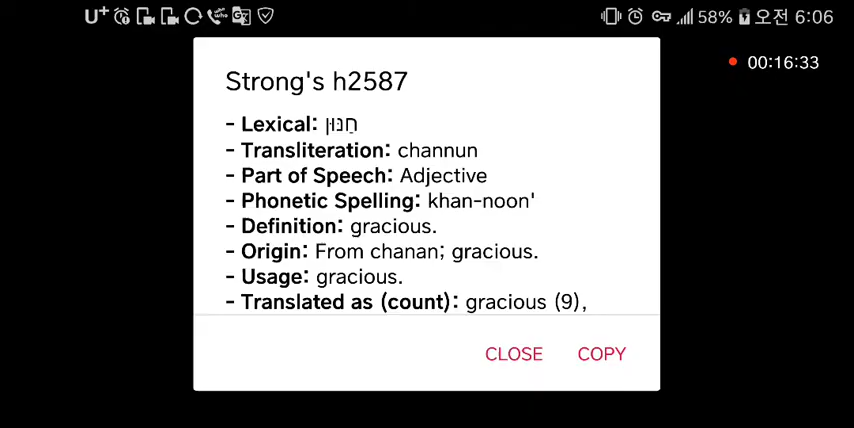 U+ 58% 오전 6:06
00:16:33
Strong's h2587
- Lexical: חַנּוּן
- Transliteration: channun
- Part of Speech: Adjective
- Phonetic Spelling: khan-noon'
- Definition: gracious.
- Origin: From chanan; gracious.
- Usage: gracious.
- Translated as (count): gracious (9),
CLOSE COPY